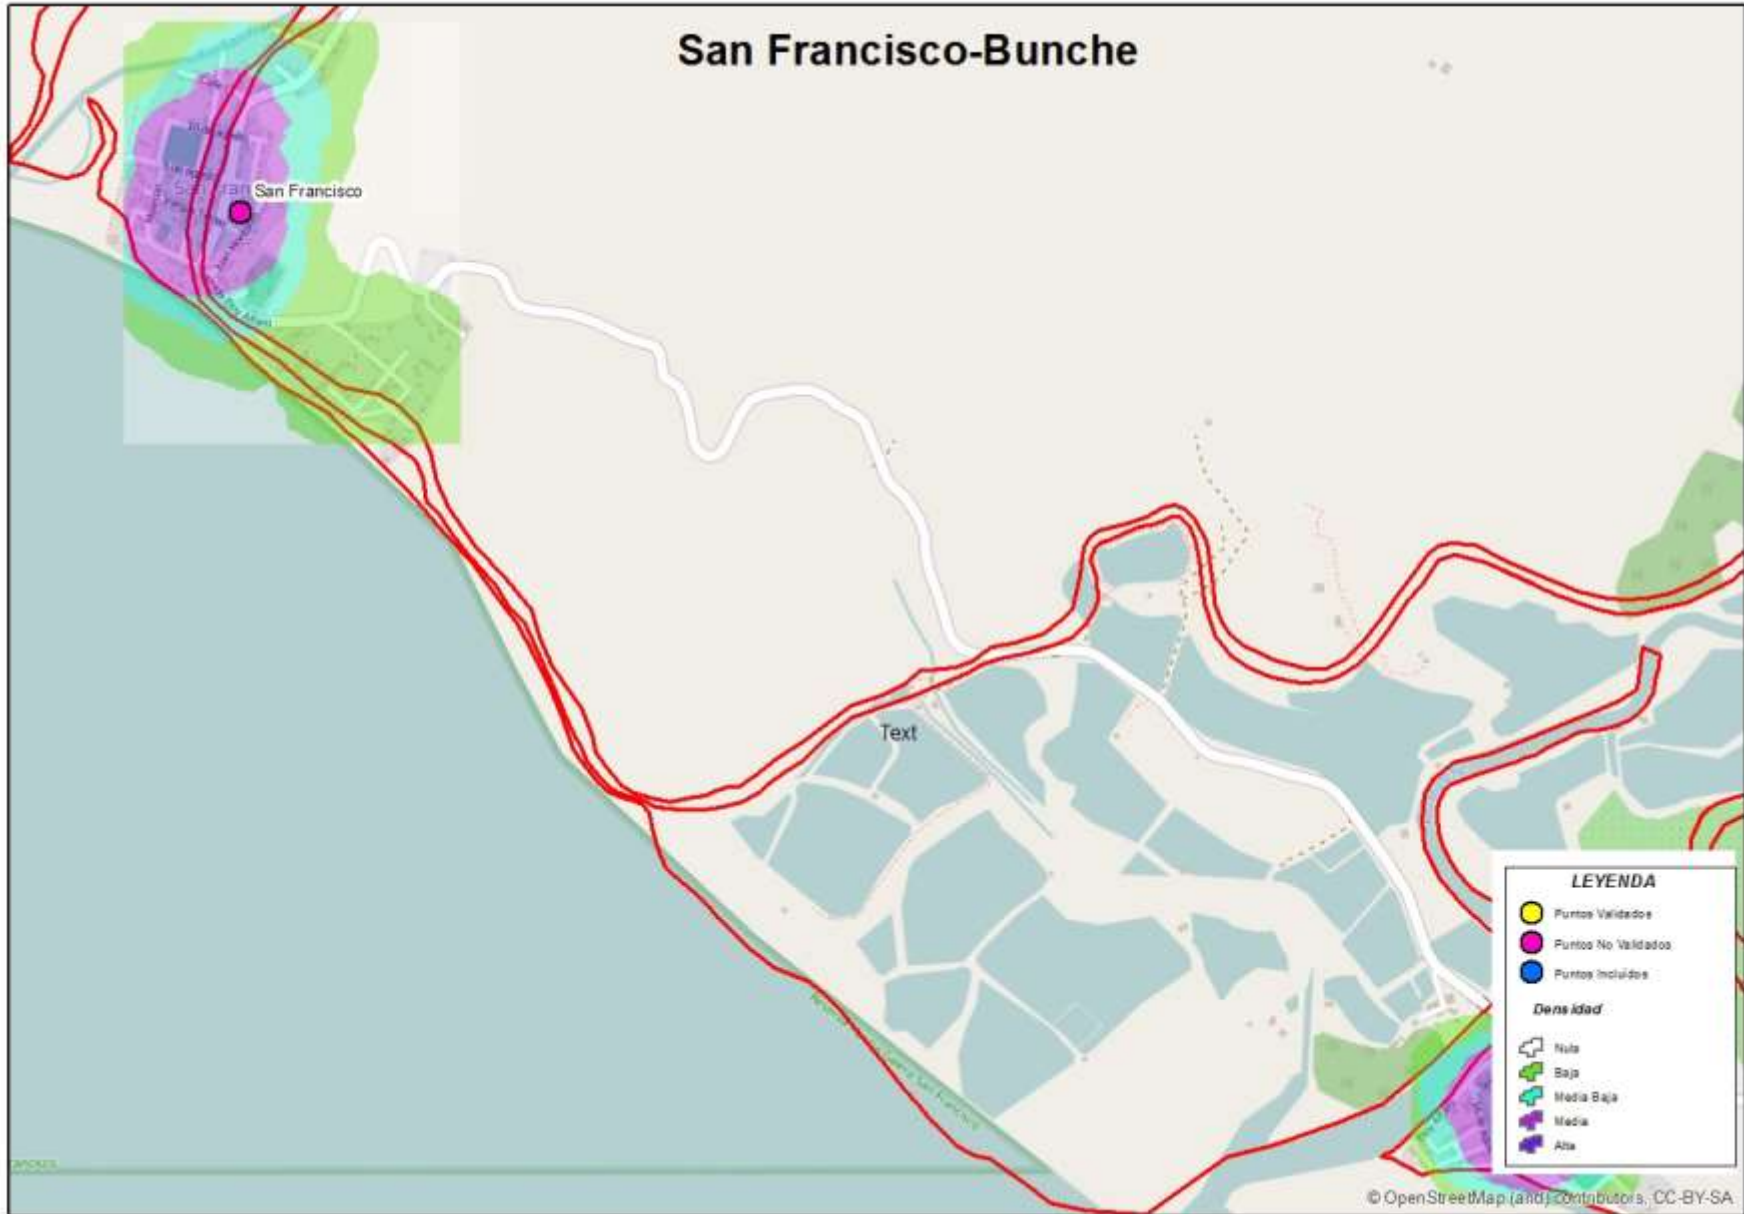 San Francisco-Bunche
San Francisco
Text
LEYENDA
Puntos Validados
Puntos No Validados
Puntos Incluídos
Densidad
Nula
Baja
Media Baja
Media
Alta
© OpenStreetMap (and) contributors, CC-BY-SA